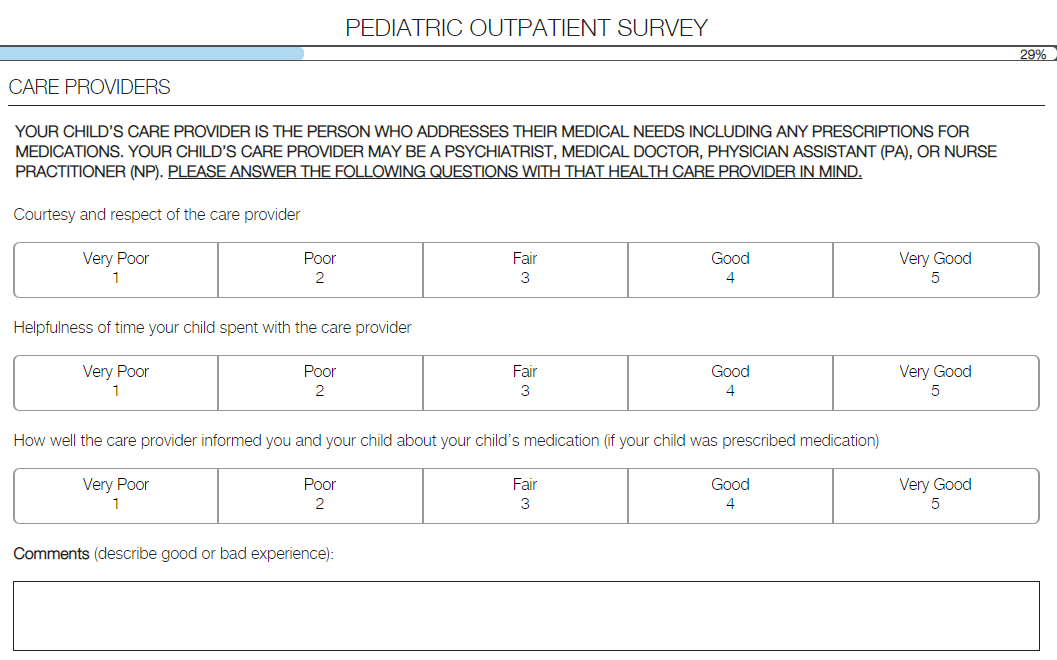 PEDIATRIC OUTPATIENT SURVEY
29%
CARE PROVIDERS
YOUR CHILD'S CARE PROVIDER IS THE PERSON WHO ADDRESSES THEIR MEDICAL NEEDS INCLUDING ANY PRESCRIPTIONS FOR
MEDICATIONS. YOUR CHILD'S CARE PROVIDER MAY BE A PSYCHIATRIST, MEDICAL DOCTOR, PHYSICIAN ASSISTANT (PA), OR NURSE
PRACTITIONER (NP). PLEASE ANSWER THE FOLLOWING QUESTIONS WITH THAT HEALTH CARE PROVIDER IN MIND.
Courtesy and respect of the care provider
Very Poor Poor Fair Good Very Good
1 2 3 4 5
Helpfulness of time your child spent with the care provider
Very Poor Poor Fair Good Very Good
1 2 3 4 5
How well the care provider informed you and your child about your child's medication (if your child was prescribed medication)
Very Poor Poor Fair Good Very Good
1 2 3 4 5
Comments (describe good or bad experience):